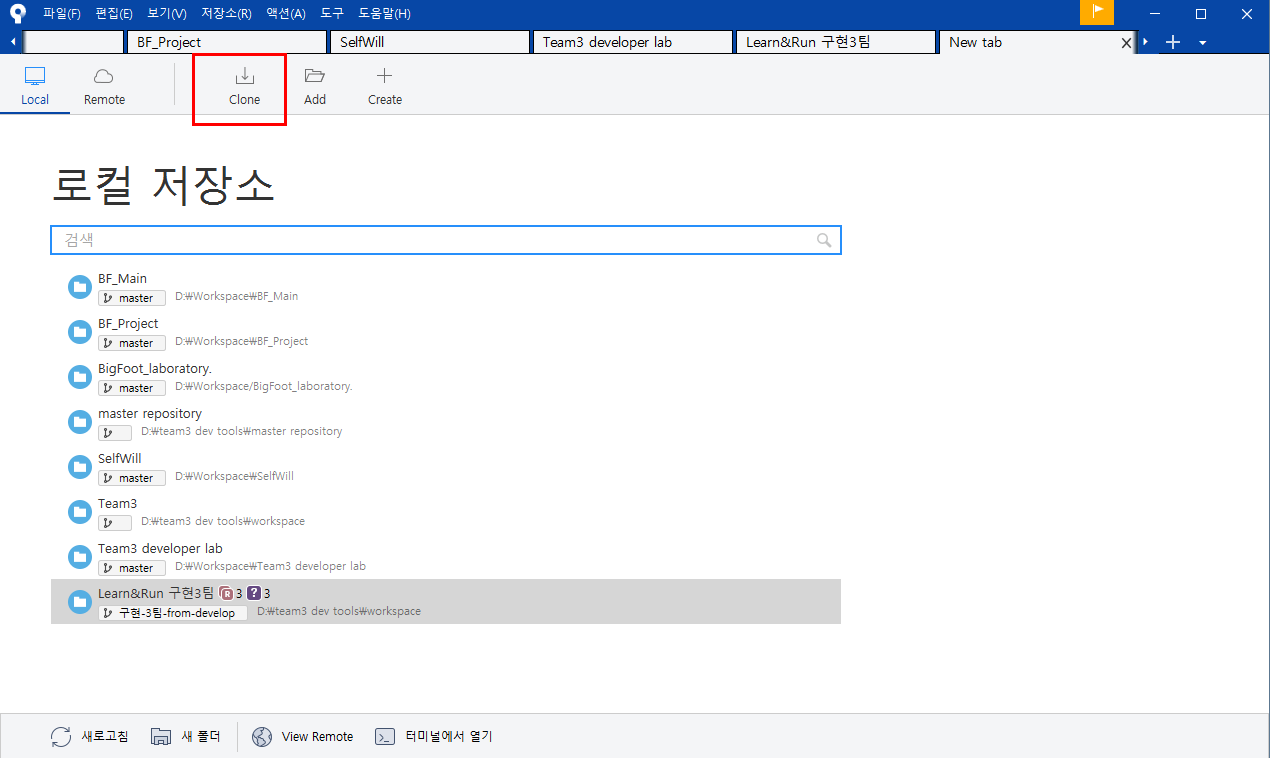 파일(F) 편집(E) 보기(V) 저장소(R) 액션(A) 도구 도움말(H)
BF_Project SelfWill Team3 developer lab Learn&Run 구현3팀 New tab
Local Remote Clone Add Create
로컬 저장소
검색
BF_Main
master D:₩Workspace₩BF_Main
BF_Project
master D:₩Workspace₩BF_Project
BigFoot_laboratory.
master D:₩Workspace/BigFoot_laboratory.
master repository
D:₩team3 dev tools₩master repository
SelfWill
master D:₩Workspace₩SelfWill
Team3
D:₩team3 dev tools₩workspace
Team3 developer lab
master D:₩Workspace₩Team3 developer lab
Learn&Run 구현3팀 R 3 ? 3
구현-3팀-from-develop D:₩team3 dev tools₩workspace
새로고침 새 폴더 View Remote 터미널에서 열기